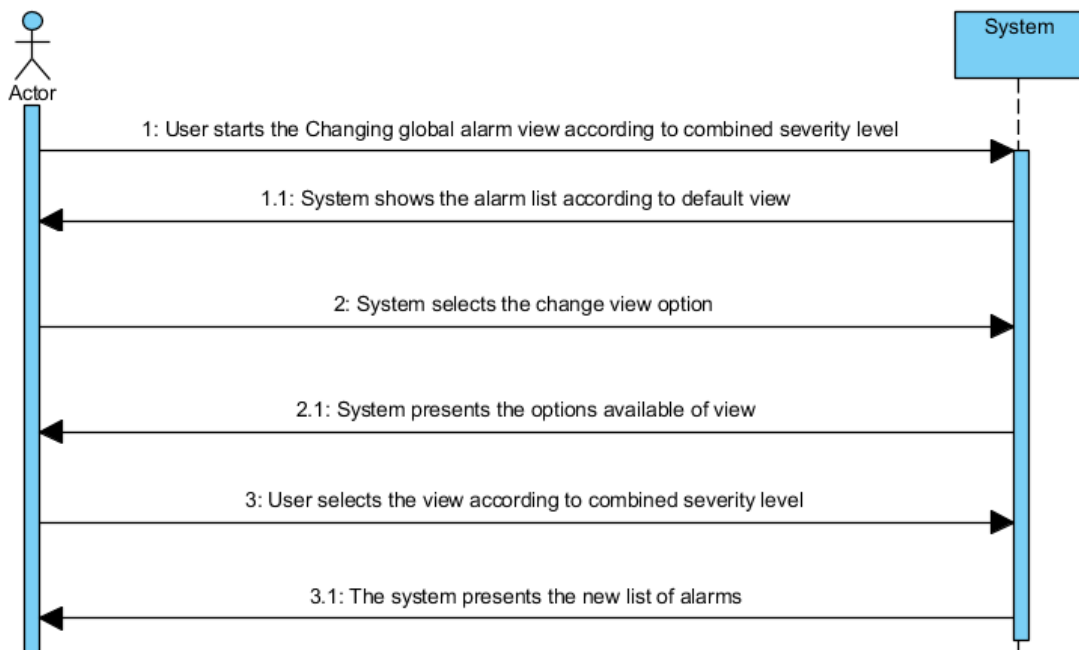 System
Actor
1: User starts the Changing global alarm view according to combined severity level
1.1: System shows the alarm list according to default view
2: System selects the change view option
2.1: System presents the options available of view
3: User selects the view according to combined severity level
3.1: The system presents the new list of alarms